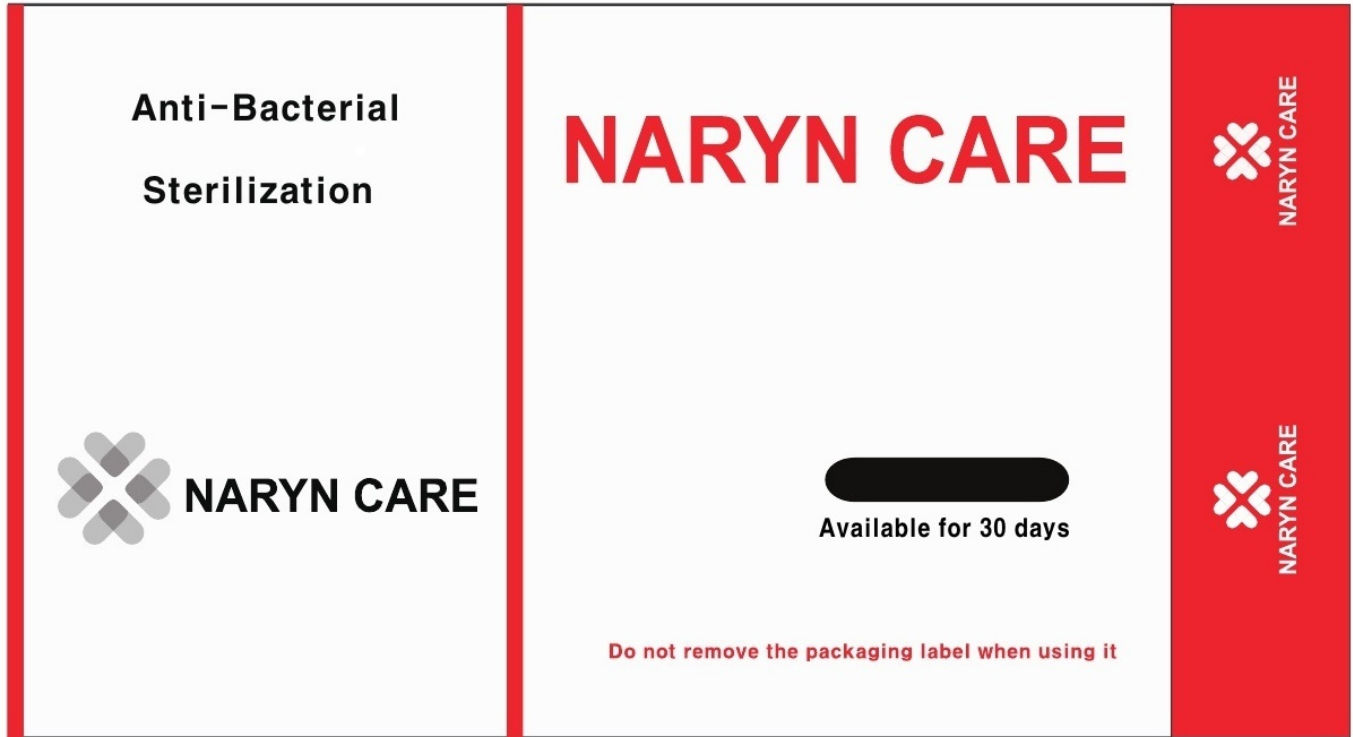 Anti-Bacterial
Sterilization
NARYN CARE
NARYN CARE
Available for 30 days
Do not remove the packaging label when using it
NARYN CARE
NARYN CARE